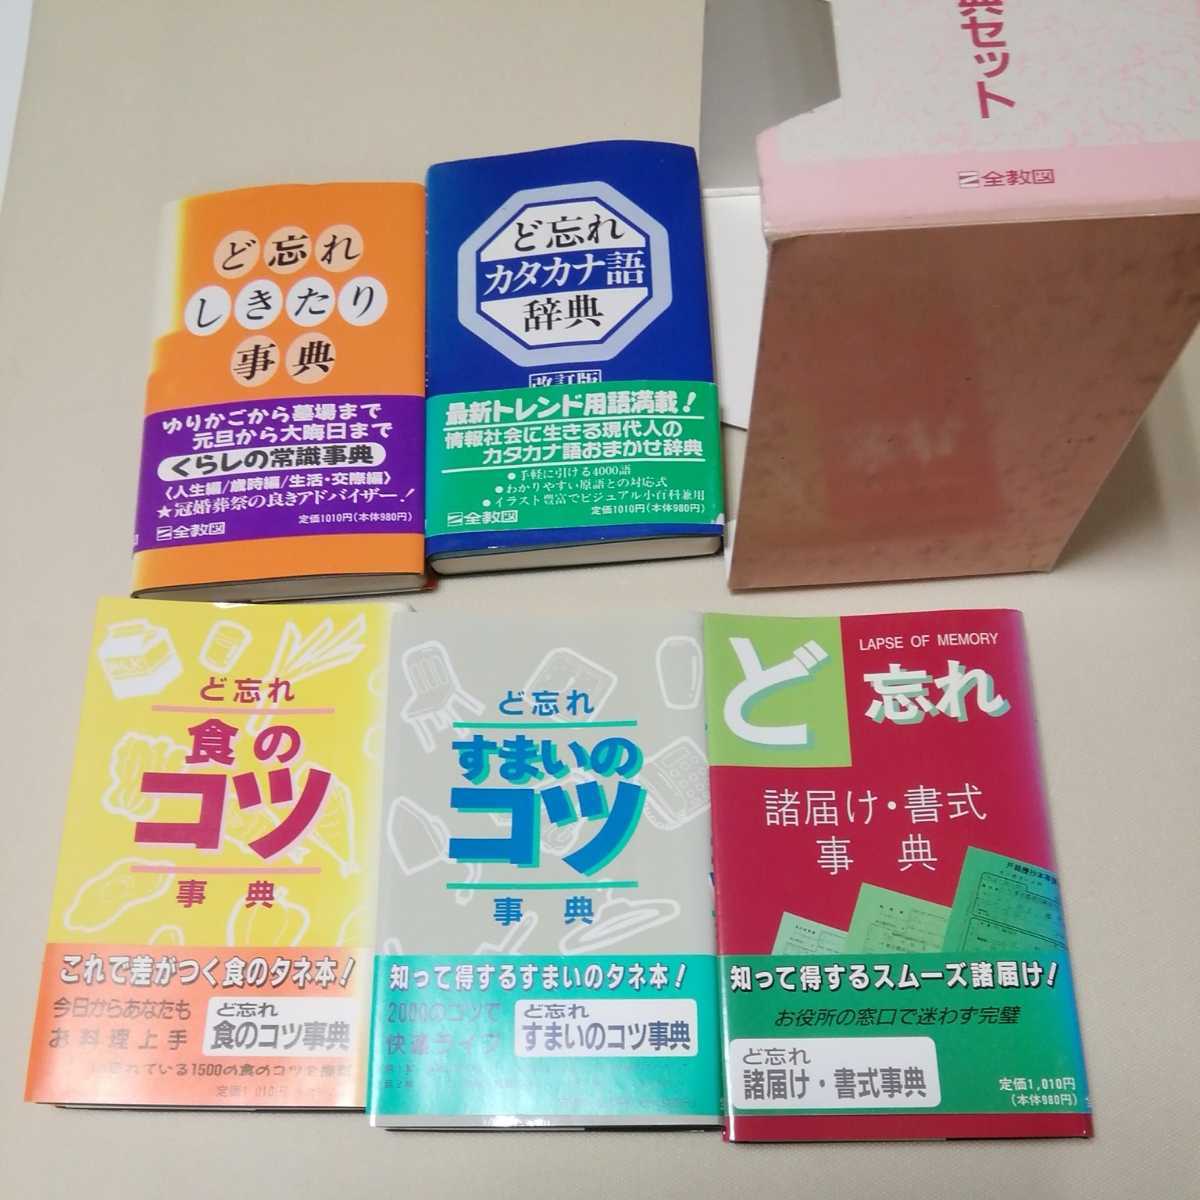 典セット
全教図
ど忘れ
しきたり
事典
ゆりかごから墓場まで
元旦から大晦日まで
くらしの常識事典
〈人生編/歳時編/生活・交際編〉
★冠婚葬祭の良きアドバイザー!
定価1010円(本体980円)
全教図
ど忘れ
カタカナ語
辞典
改訂版
最新トレンド用語満載!
情報社会に生きる現代人の
カタカナ語おまかせ辞典
●手軽に引ける4000語
●わかりやすい原語との対応式
●イラスト豊富でビジュアル小百科兼用
定価1010円(本体980円)
全教図
MILK
ど忘れ
食の
コツ
事典
これで差がつく食のタネ本!
今日からあなたも
お料理上手
ど忘れ
食のコツ事典
れている1500の食のコツを
定価1,010円
ど忘れ
すまいの
コツ
事典
知って得するすまいのタネ本!
2000のコツで
快適ライフ
ど忘れ
すまいのコツ事典
LAPSE OF MEMORY
ど忘れ
諸届け・書式
事典
知って得するスムーズ諸届け!
お役所の窓口で迷わず完璧
ど忘れ
諸届け・書式事典
定価1,010円
(本体980円)